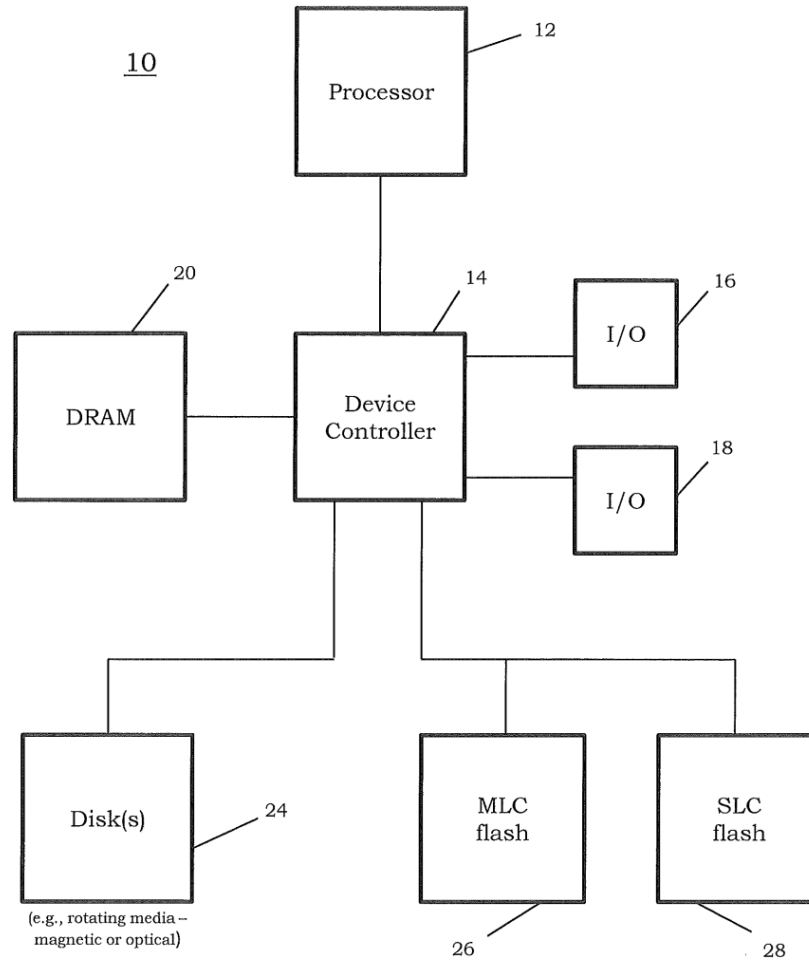 10
12
Processor
20
14
16
DRAM
Device
Controller
I/O
18
I/O
Disk(s)
24
MLC
flash
SLC
flash
(e.g., rotating media –
magnetic or optical)
26
28